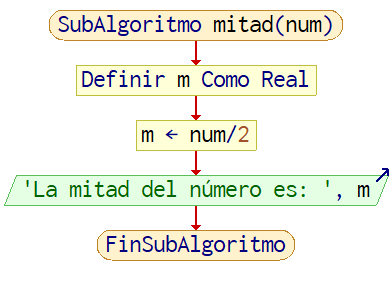 SubAlgoritmo mitad(num)
Definir m Como Real
m ← num/2
'La mitad del número es: ', m
FinSubAlgoritmo